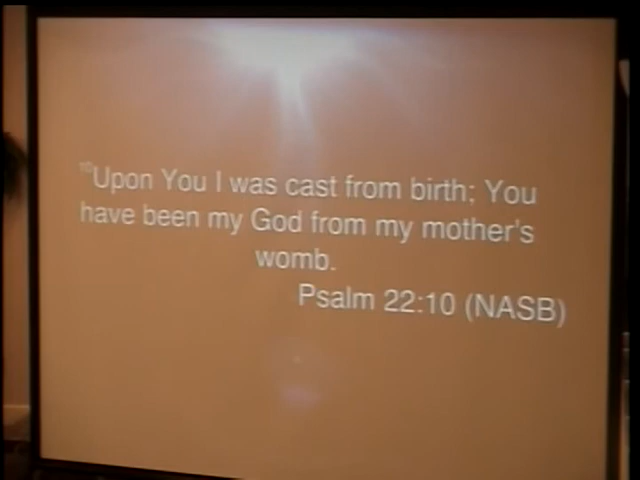 10Upon You I was cast from birth; You
have been my God from my mother's
womb.
Psalm 22:10 (NASB)